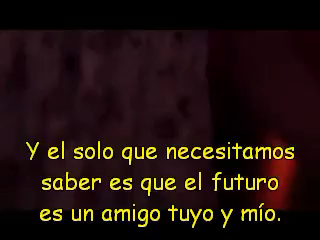 Y el solo que necesitamos
saber es que el futuro
es un amigo tuyo y mío.